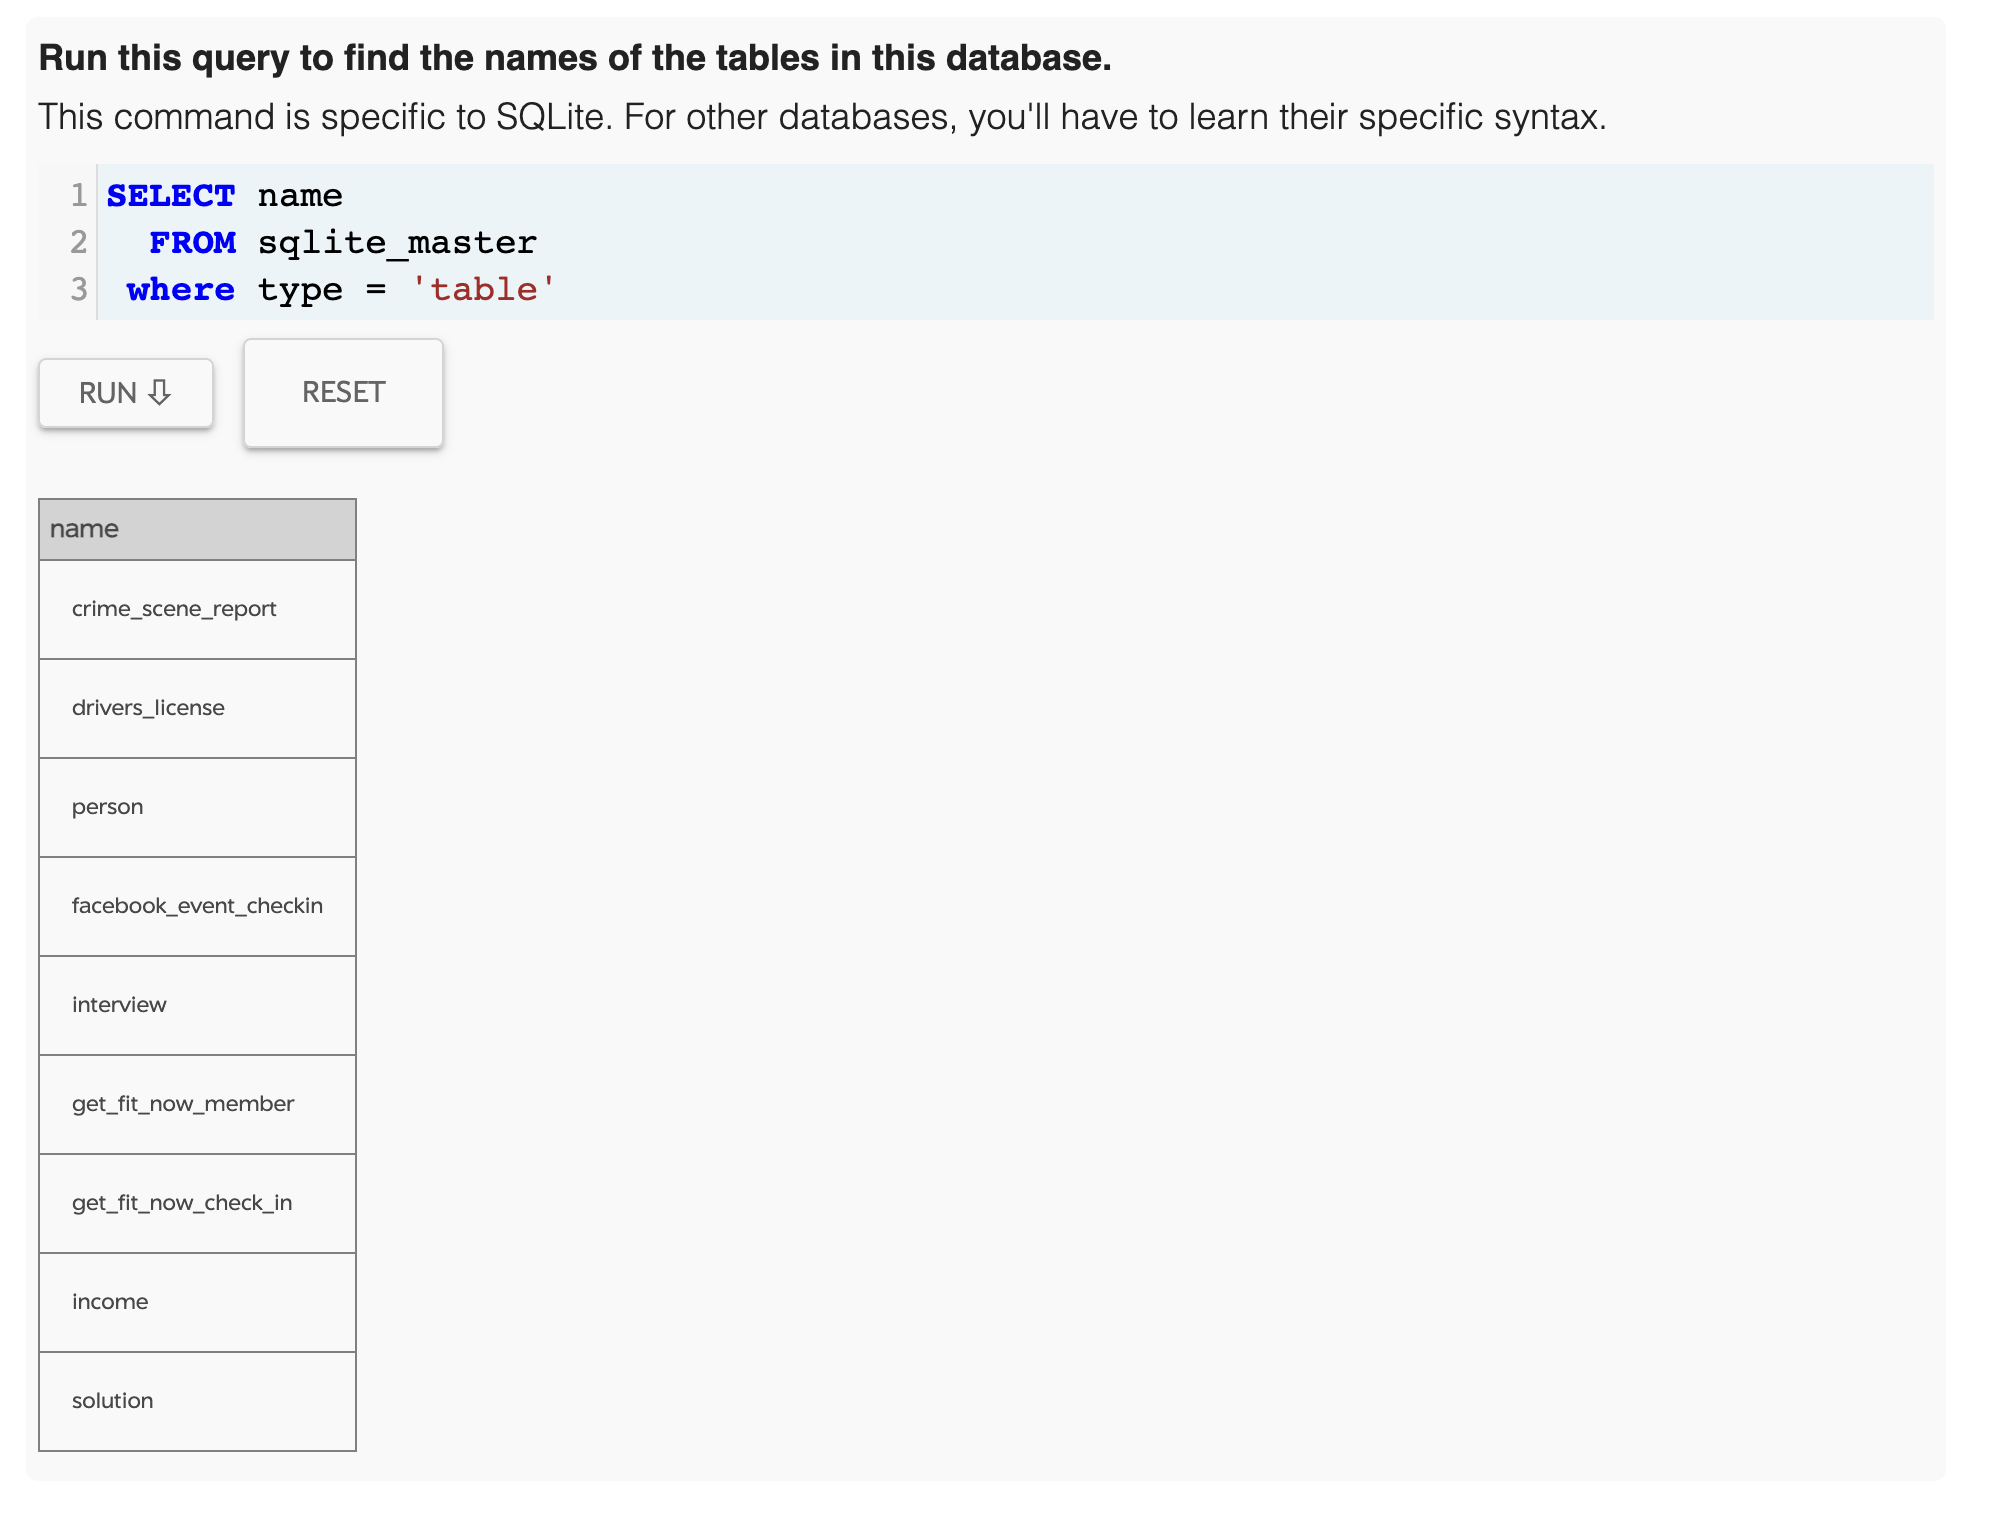 Run this query to find the names of the tables in this database.
This command is specific to SQLite. For other databases, you'll have to learn their specific syntax.
1 SELECT name
2   FROM sqlite_master
3  where type = 'table'
RUN ⇩ RESET
name
crime_scene_report
drivers_license
person
facebook_event_checkin
interview
get_fit_now_member
get_fit_now_check_in
income
solution